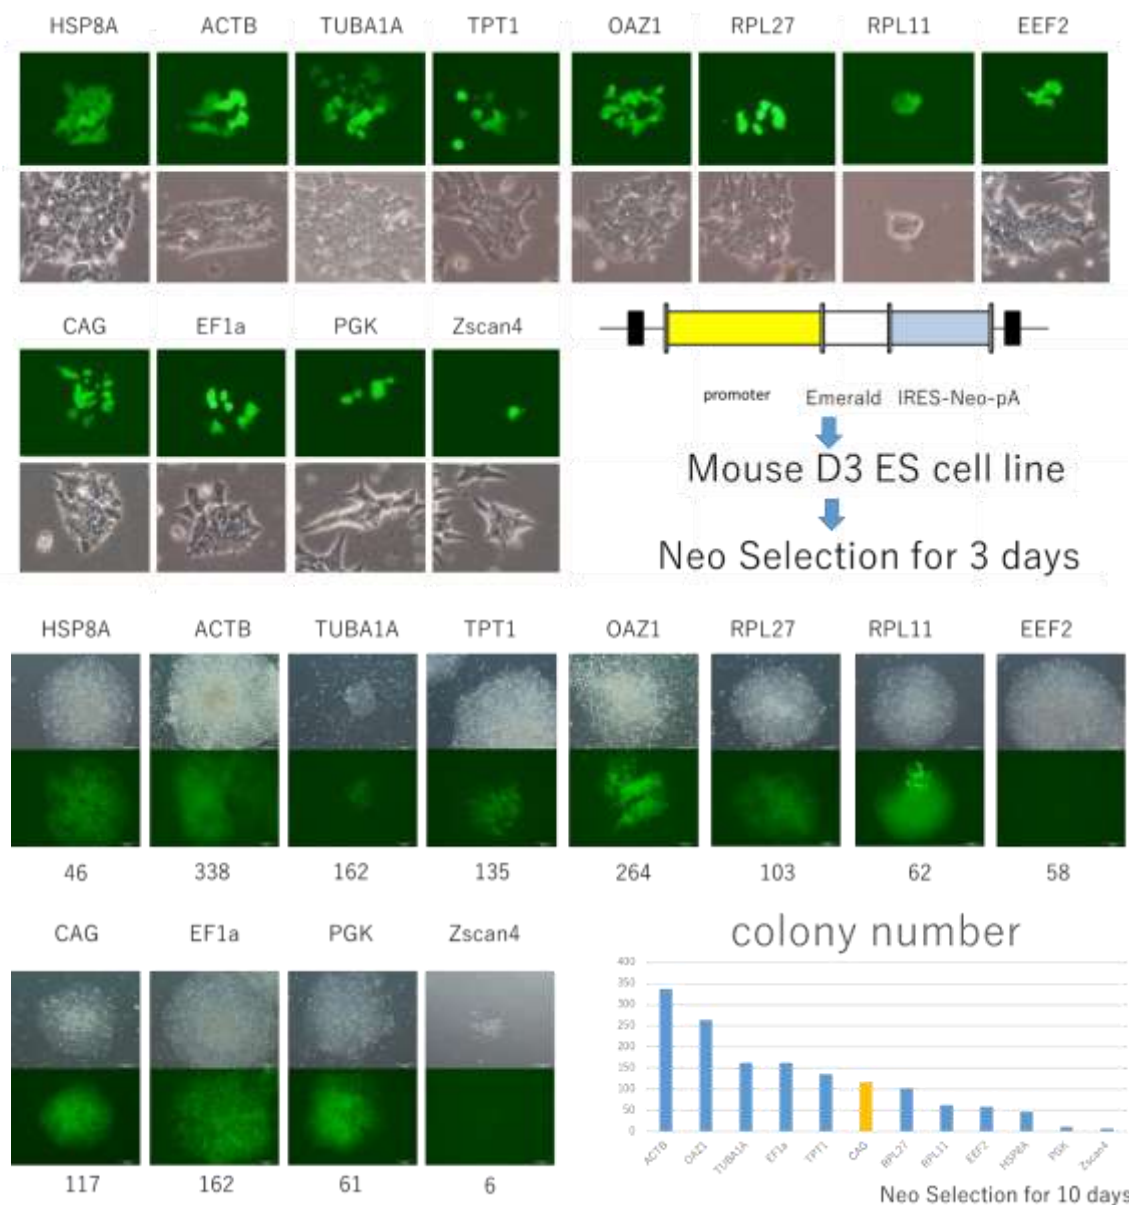 HSP8A ACTB TUBA1A TPT1 OAZ1 RPL27 RPL11 EEF2
CAG EF1a PGK Zscan4
promoter Emerald IRES-Neo-pA
Mouse D3 ES cell line
Neo Selection for 3 days
HSP8A ACTB TUBA1A TPT1 OAZ1 RPL27 RPL11 EEF2
46 338 162 135 264 103 62 58
CAG EF1a PGK Zscan4
117 162 61 6
colony number
400
350
300
250
200
150
100
50
0
ACTB OAZ1 TUBA1A EF1a TPT1 CAG RPL27 RPL11 EEF2 HSP8A PGK Zscan4
Neo Selection for 10 days